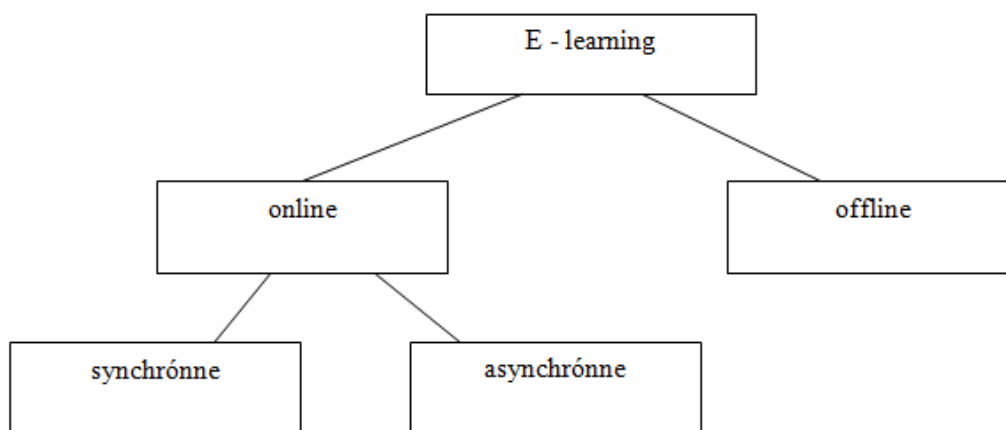 E - learning
online
offline
synchrónne
asynchrónne